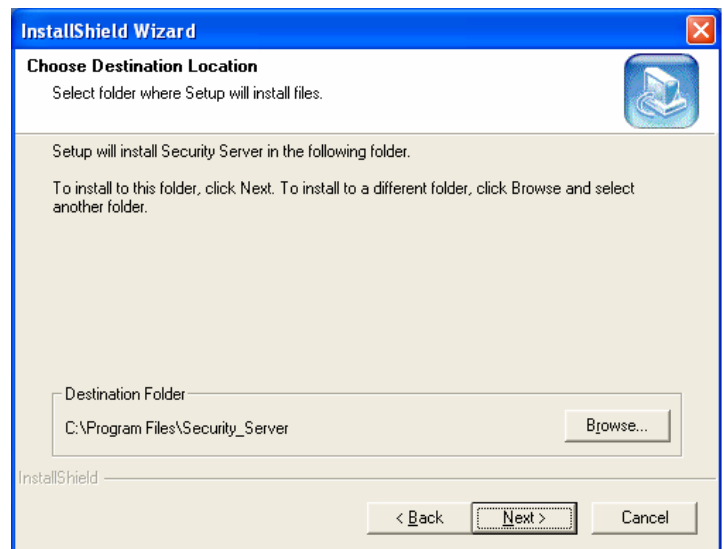 InstallShield Wizard
Choose Destination Location
Select folder where Setup will install files.
Setup will install Security Server in the following folder.
To install to this folder, click Next. To install to a different folder, click Browse and select
another folder.
Destination Folder
C:\Program Files\Security_Server
Browse...
InstallShield
< Back
Next >
Cancel